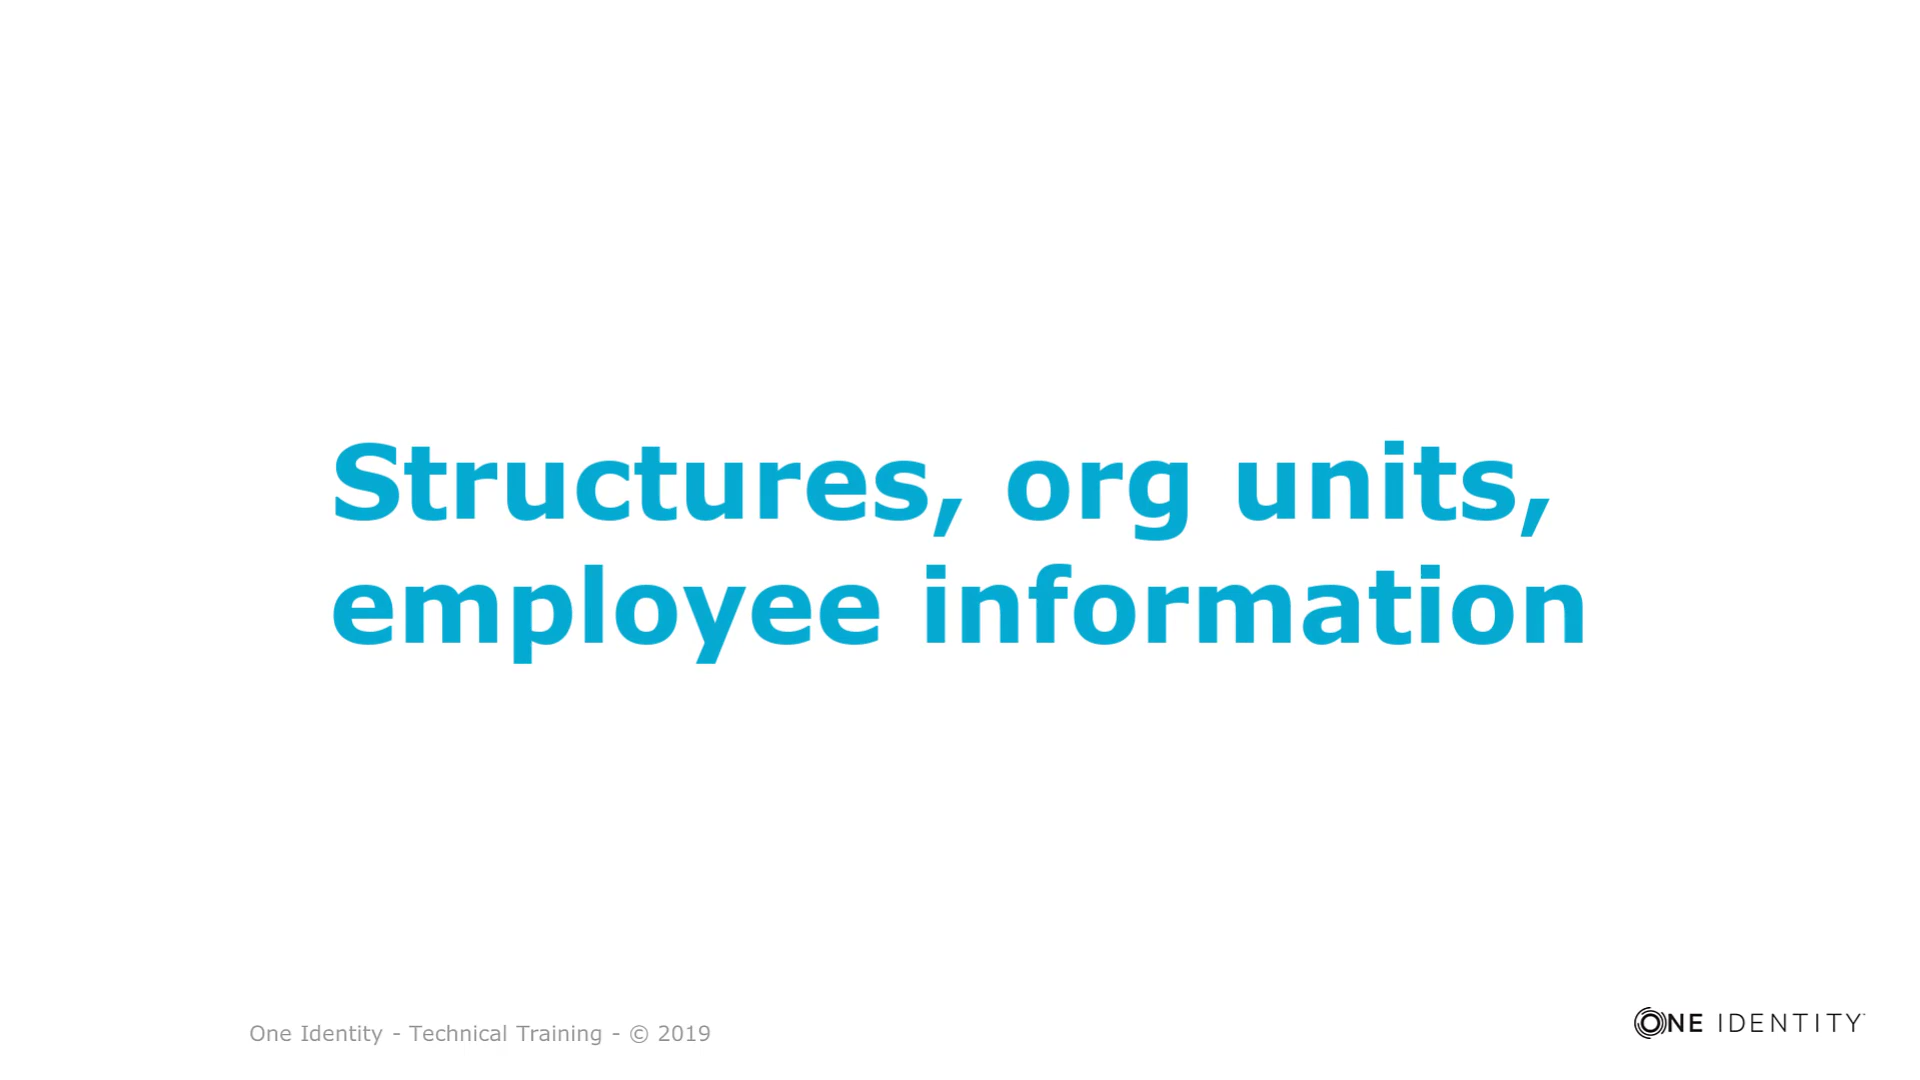 Structures, org units,
employee information
One Identity - Technical Training - © 2019
ONE IDENTITY